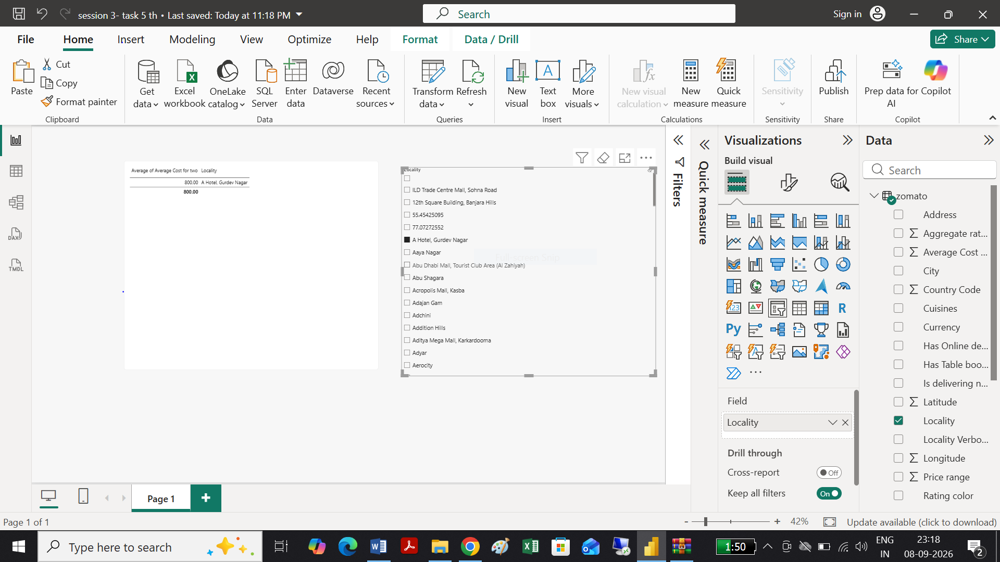 session 3- task 5 th • Last saved: Today at 11:18 PM
Search
Sign in
File
Home
Insert
Modeling
View
Optimize
Help
Format
Data / Drill
Share
Paste
Cut
Copy
Format painter
Clipboard
Get data
Excel workbook
OneLake catalog
SQL Server
Enter data
Dataverse
Recent sources
Data
Transform data
Refresh
Queries
New visual
Text box
More visuals
Insert
New visual calculation
New measure
Quick measure
Calculations
Sensitivity
Sensitivity
Publish
Share
Prep data for AI
Copilot
Copilot
Average of Average Cost for two Locality
800.00 A Hotel, Gurdev Nagar
800.00
Locality
ILD Trade Centre Mall, Sohna Road
12th Square Building, Banjara Hills
55.45425095
77.07272552
A Hotel, Gurdev Nagar
Aaya Nagar
Full-screen Snip
Abu Dhabi Mall, Tourist Club Area (Al Zahiyah)
Abu Shagara
Acropolis Mall, Kasba
Adajan Gam
Adchini
Addition Hills
Aditya Mega Mall, Karkardooma
Adyar
Aerocity
Filters
Quick measure
Visualizations
Build visual
123
R
Py
Field
Locality
Drill through
Cross-report
Off
Keep all filters
On
Data
Search
zomato
Address
Aggregate rat...
Average Cost ...
City
Country Code
Cuisines
Currency
Has Online de...
Has Table boo...
Is delivering n...
Latitude
Locality
Locality Verbo...
Longitude
Price range
Rating color
DAX
TMDL
Page 1
Page 1 of 1
- + 42%
Update available (click to download)
Type here to search
1:50
ENG
IN
23:18
08-09-2026
2